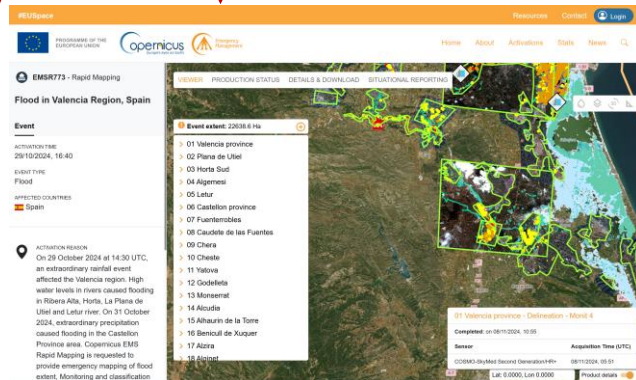 #EUSpace
Resources
Contact
Login
PROGRAMME OF THE
EUROPEAN UNION
opernicus
Emergency
Management
Home
About
Activations
Stats
News
EMSR773 - Rapid Mapping
Flood in Valencia Region, Spain
Event
ACTIVATION TIME
29/10/2024, 16:40
EVENT TYPE
Flood
AFFECTED COUNTRIES
Spain
ACTIVATION REASON
On 29 October 2024 at 14:30 UTC,
an extraordinary rainfall event
affected the Valencia region. High
water levels in rivers caused flooding
in Ribera Alta, Horta, La Plana de
Utiel and Letur river. On 31 October
2024, extraordinary precipitation
caused flooding in the Castellon
Province area. Copernicus EMS
Rapid Mapping is requested to
provide emergency mapping of flood
extent, Monitoring and classification
VIEWER
PRODUCTION STATUS
DETAILS & DOWNLOAD
SITUATIONAL REPORTING
Event extent: 22638.6 Ha
01 Valencia province
02 Plana de Utiel
03 Horta Sud
04 Algemesi
05 Letur
06 Castellon province
07 Fuenterrobles
08 Caudete de las Fuentes
09 Chera
10 Cheste
11 Yatova
12 Godelleta
13 Monserrat
14 Alcudia
15 Alhaurin de la Torre
16 Benicull de Xuquer
17 Alzira
18 Alginet
01 Valencia province - Delineation - Monit 4
Completed: on 08/11/2024, 10:55
Sensor
Acquisition Time (UTC)
COSMO-SkyMed Second Generation/HR+
08/11/2024, 05:51
Lat: 0.0000, Lon 0.0000
Product details